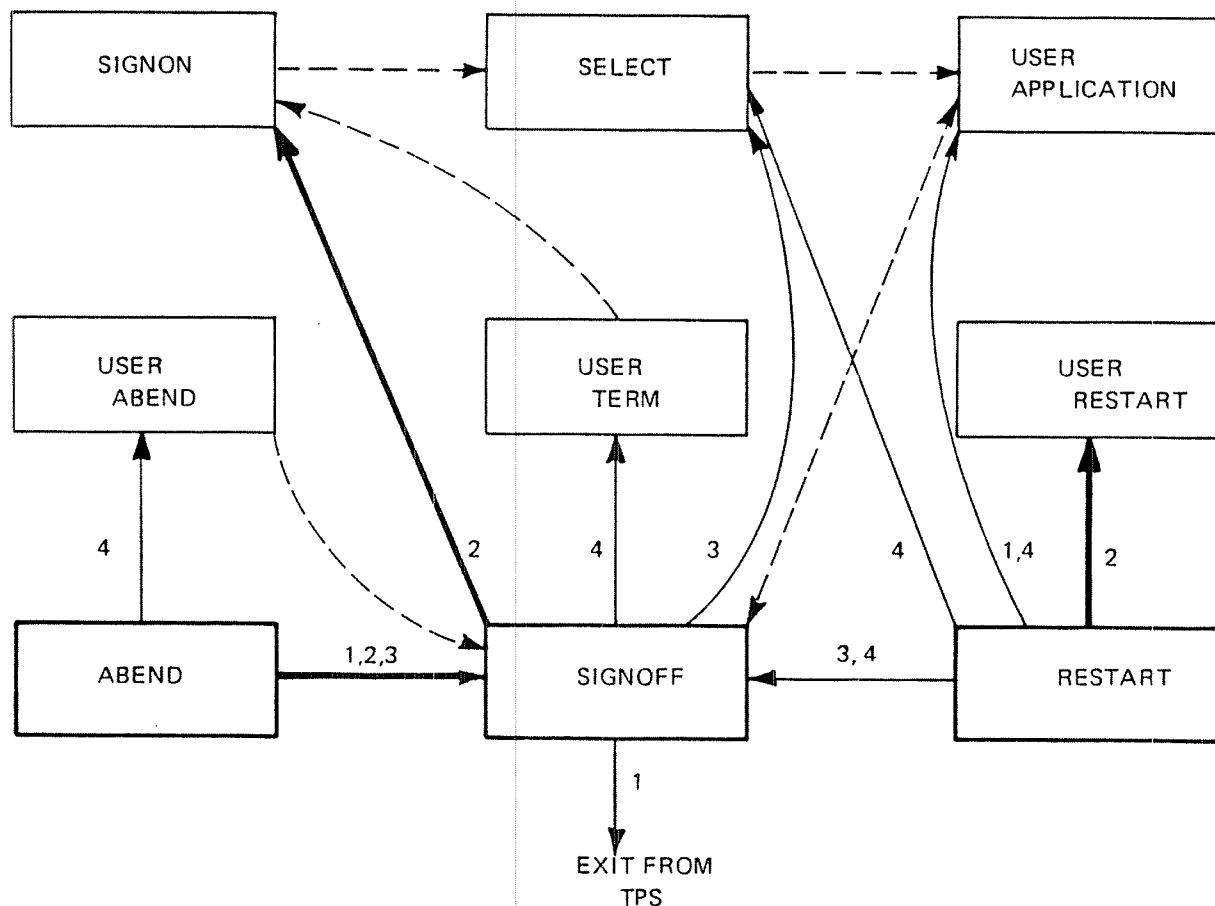 SIGNON
SELECT
USER
APPLICATION
USER
ABEND
USER
TERM
USER
RESTART
4
2
4
3
4
1,4
2
ABEND
1,2,3
SIGNOFF
3, 4
RESTART
1
EXIT FROM
TPS